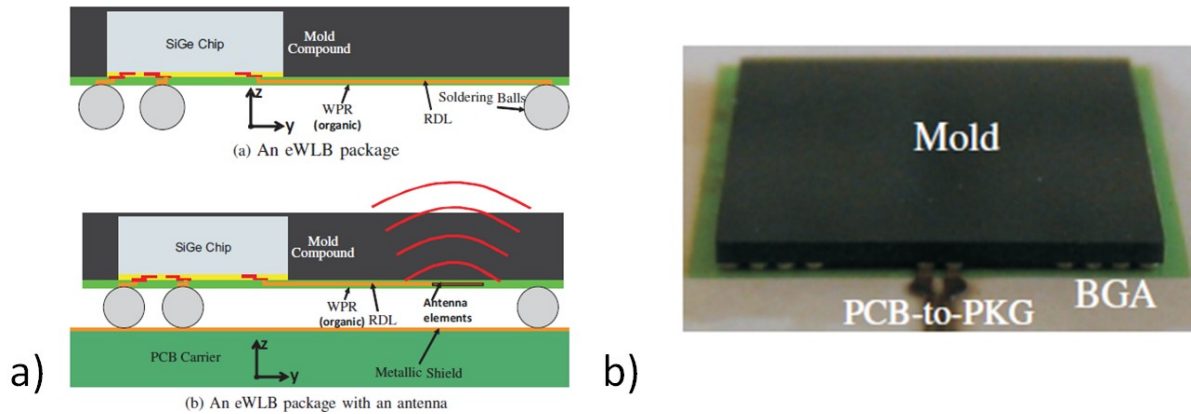 SiGe Chip
Mold
Compound
Soldering Balls
z
y
WPR
(organic)
RDL
(a) An eWLB package
SiGe Chip
Mold
Compound
WPR
(organic)
RDL
Antenna
elements
PCB Carrier
z
y
Metallic Shield
(b) An eWLB package with an antenna
a)
Mold
PCB-to-PKG
BGA
b)